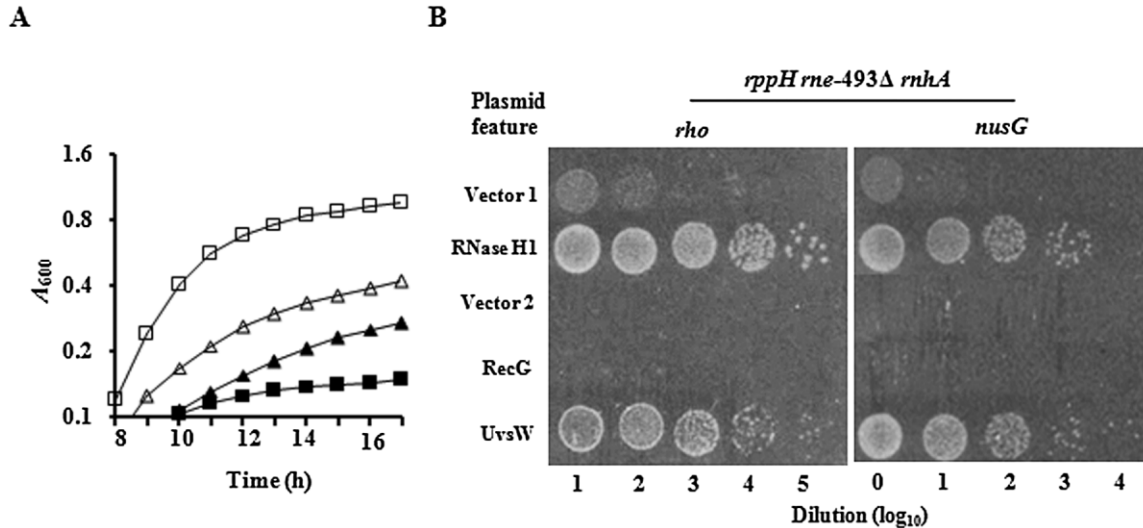 A
B
rppH rne-493Δ rnhA
Plasmid
feature
rho
nusG
1.6
0.8
0.4
0.2
0.1
A600
8
10
12
14
16
Time (h)
Vector 1
RNase H1
Vector 2
RecG
UvsW
1
2
3
4
5
0
1
2
3
4
Dilution (log10)